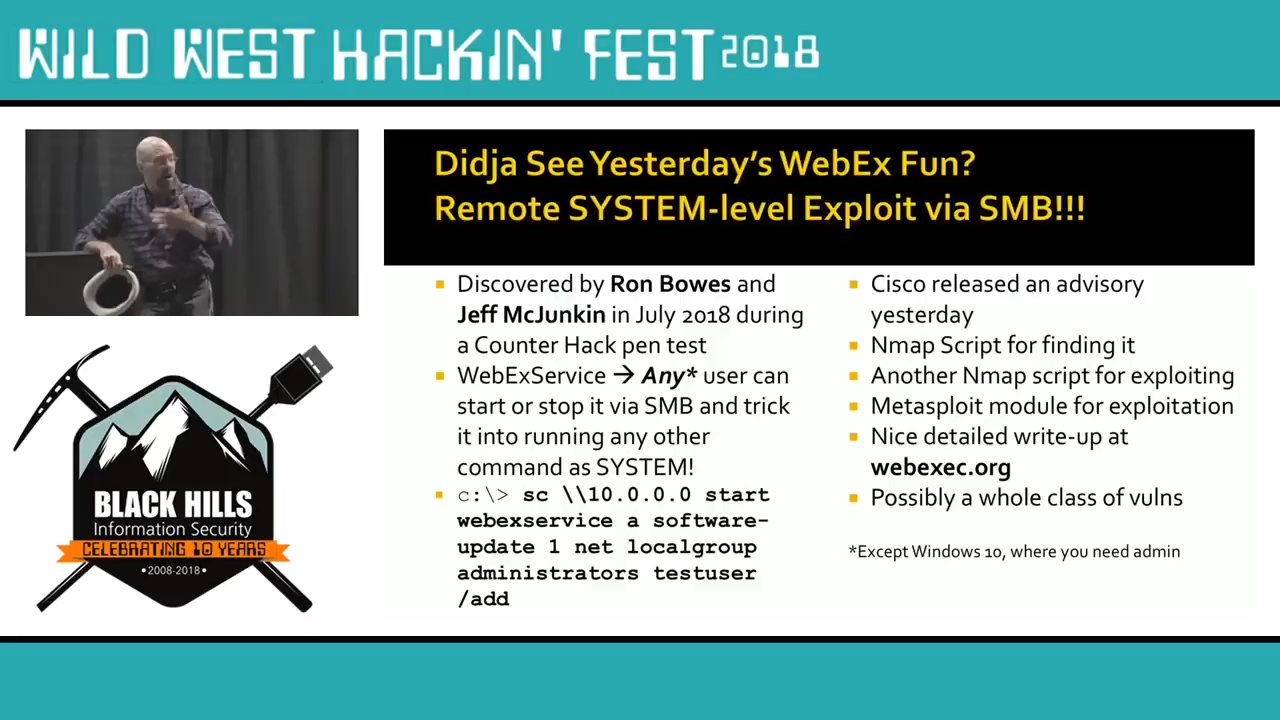 WILD WEST HACKIN' FEST 2018
Didja See Yesterday's WebEx Fun?
Remote SYSTEM-level Exploit via SMB!!!
▪ Discovered by Ron Bowes and
Jeff McJunkin in July 2018 during
a Counter Hack pen test
▪ WebExService → Any* user can
start or stop it via SMB and trick
it into running any other
command as SYSTEM!
▪ c:\> sc \\10.0.0.0 start
webexservice a software-
update 1 net localgroup
administrators testuser
/add
▪ Cisco released an advisory
yesterday
▪ Nmap Script for finding it
▪ Another Nmap script for exploiting
▪ Metasploit module for exploitation
▪ Nice detailed write-up at
webexec.org
▪ Possibly a whole class of vulns
*Except Windows 10, where you need admin
BLACK HILLS
Information Security
CELEBRATING 10 YEARS
•2008-2018•